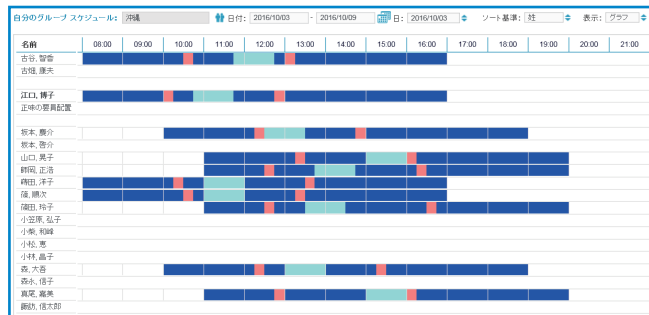 自分のグループ スケジュール: 沖縄 日付: 2016/10/03 - 2016/10/09 日: 2016/10/03 ソート基準: 姓 表示: グラフ
名前 08:00 09:00 10:00 11:00 12:00 13:00 14:00 15:00 16:00 17:00 18:00 19:00 20:00 21:00
古谷, 智香
古畑, 康夫
江口, 博子
正味の要員配置
坂本, 慶介
坂本, 啓介
山口, 晃子
師岡, 正浩
時田, 洋子
篠, 順次
篠田, 玲子
小笠原, 弘子
小柴, 和峰
小松, 恵
小林, 昌子
森, 大吾
森永, 信子
真尾, 嘉美
諏訪, 信太郎